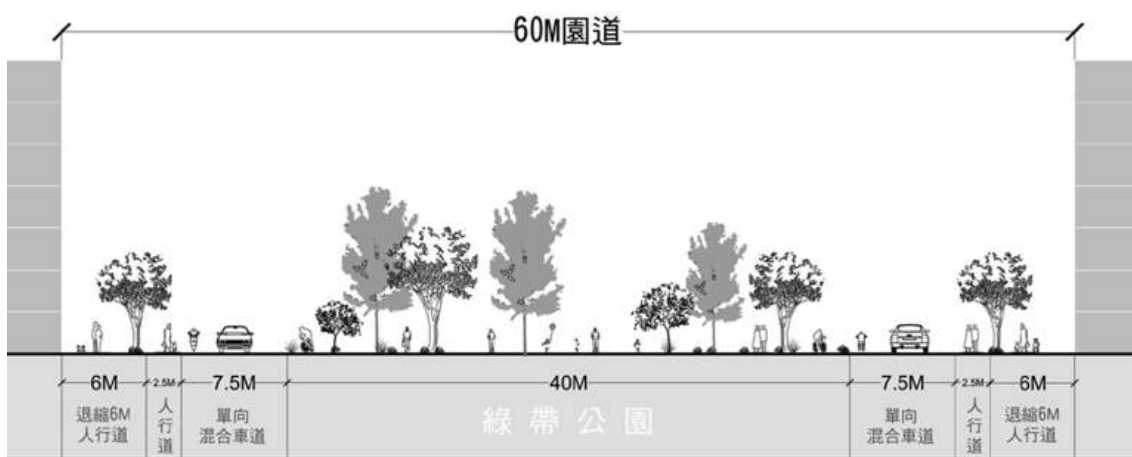 60M園道
6M
2.5M
7.5M
40M
7.5M
2.5M
6M
退縮6M
人行道
人
行
道
單向
混合車道
綠帶公園
單向
混合車道
人
行
道
退縮6M
人行道